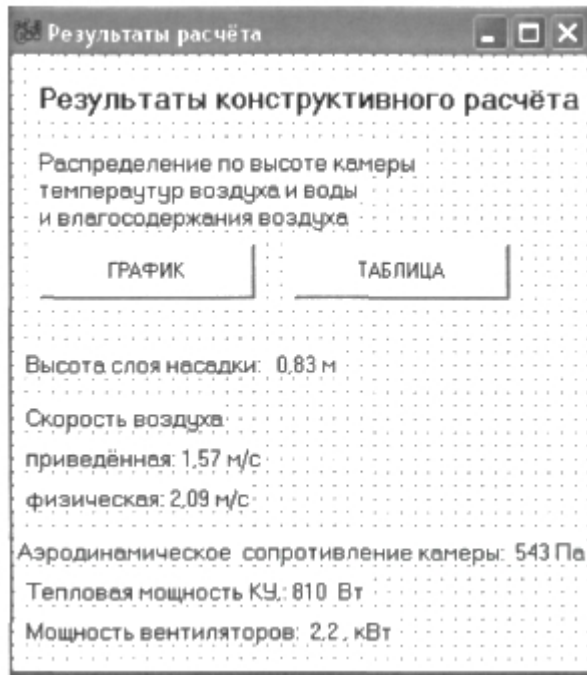 Результаты расчёта
Результаты конструктивного расчёта
Распределение по высоте камеры
темпераутур воздуха и воды
и влагосодержания воздуха
ГРАФИК ТАБЛИЦА
Высота слоя насадки: 0,83 м
Скорость воздуха
приведённая: 1,57 м/с
физическая: 2,09 м/с
Аэродинамическое сопротивление камеры: 543 Па
Тепловая мощность КУ,: 810 Вт
Мощность вентиляторов: 2,2 , кВт